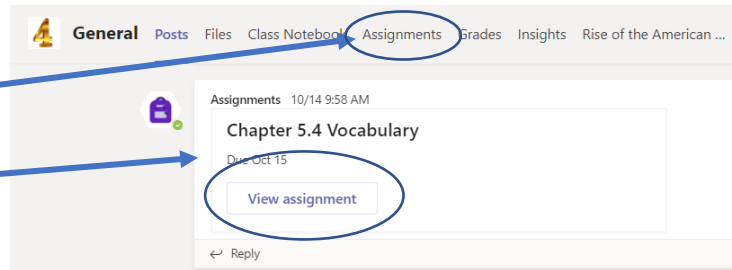 4 General Posts Files Class Notebook Assignments Grades Insights Rise of the American ...
Assignments 10/14 9:58 AM
Chapter 5.4 Vocabulary
Due Oct 15
View assignment
Reply